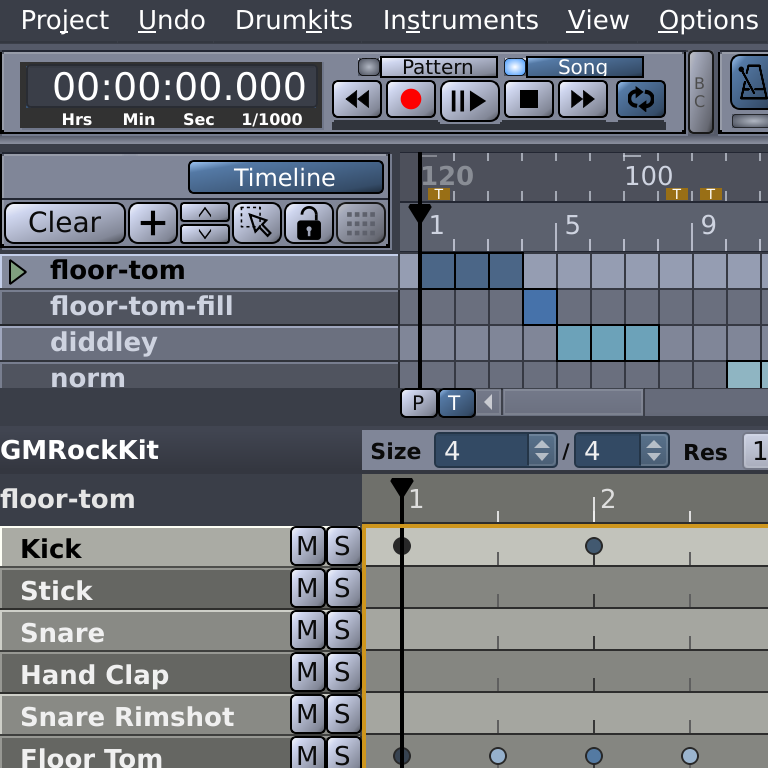 Project Undo Drumkits Instruments View Options
Pattern Song
00:00:00.000
Hrs Min Sec 1/1000
B
C
Timeline
120 100
T T T
Clear
1 5 9
floor-tom
floor-tom-fill
diddley
norm
P T
GMRockKit
Size 4 / 4 Res 1
floor-tom
1 2
Kick M S
Stick M S
Snare M S
Hand Clap M S
Snare Rimshot M S
Floor Tom M S